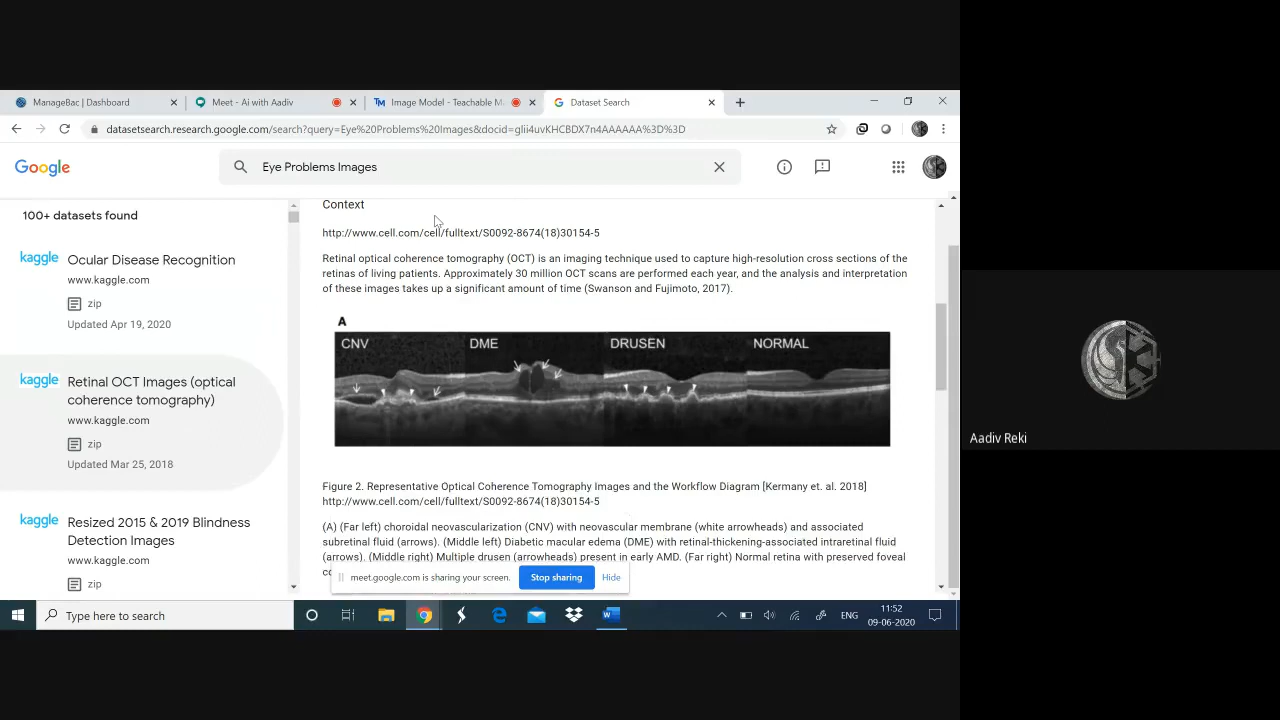 ManageBac | Dashboard
Meet - Ai with Aadiv
Image Model - Teachable M
Dataset Search
datasetsearch.research.google.com/search?query=Eye%20Problems%20Images&docid=glii4uvKHCBDX7n4AAAAAA%3D%3D
Google
Eye Problems Images
100+ datasets found
kaggle
Ocular Disease Recognition
www.kaggle.com
zip
Updated Apr 19, 2020
kaggle
Retinal OCT Images (optical
coherence tomography)
www.kaggle.com
zip
Updated Mar 25, 2018
kaggle
Resized 2015 & 2019 Blindness
Detection Images
www.kaggle.com
zip
Context
http://www.cell.com/cell/fulltext/S0092-8674(18)30154-5
Retinal optical coherence tomography (OCT) is an imaging technique used to capture high-resolution cross sections of the
retinas of living patients. Approximately 30 million OCT scans are performed each year, and the analysis and interpretation
of these images takes up a significant amount of time (Swanson and Fujimoto, 2017).
A
CNV
DME
DRUSEN
NORMAL
Figure 2. Representative Optical Coherence Tomography Images and the Workflow Diagram [Kermany et. al. 2018]
http://www.cell.com/cell/fulltext/S0092-8674(18)30154-5
(A) (Far left) choroidal neovascularization (CNV) with neovascular membrane (white arrowheads) and associated
subretinal fluid (arrows). (Middle left) Diabetic macular edema (DME) with retinal-thickening-associated intraretinal fluid
(arrows). (Middle right) Multiple drusen (arrowheads) present in early AMD. (Far right) Normal retina with preserved foveal
meet.google.com is sharing your screen.
Stop sharing
Hide
Type here to search
ENG
11:52
09-06-2020
Aadiv Reki